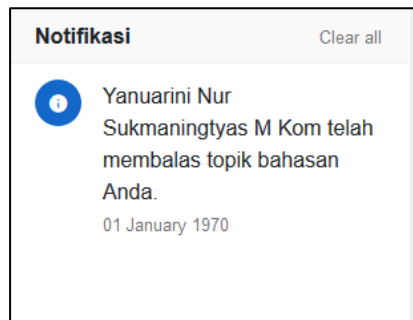 Notifikasi
Clear all
Yanuarini Nur
Sukmaningtyas M Kom telah
membalas topik bahasan
Anda.
01 January 1970